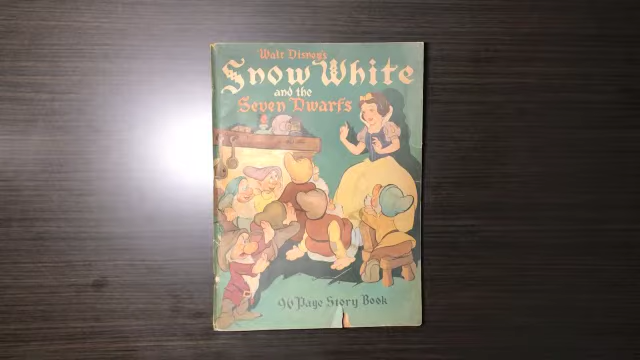 Walt Disney's
Snow White
and the
Seven Dwarfs
96 Page Story Book